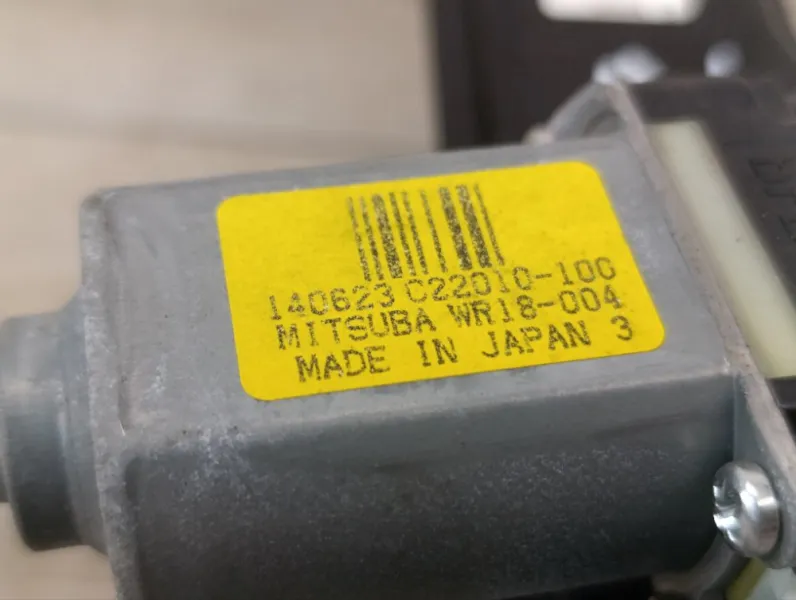 140623 C22010-100
MITSUBA WR18-004
MADE IN JAPAN 3